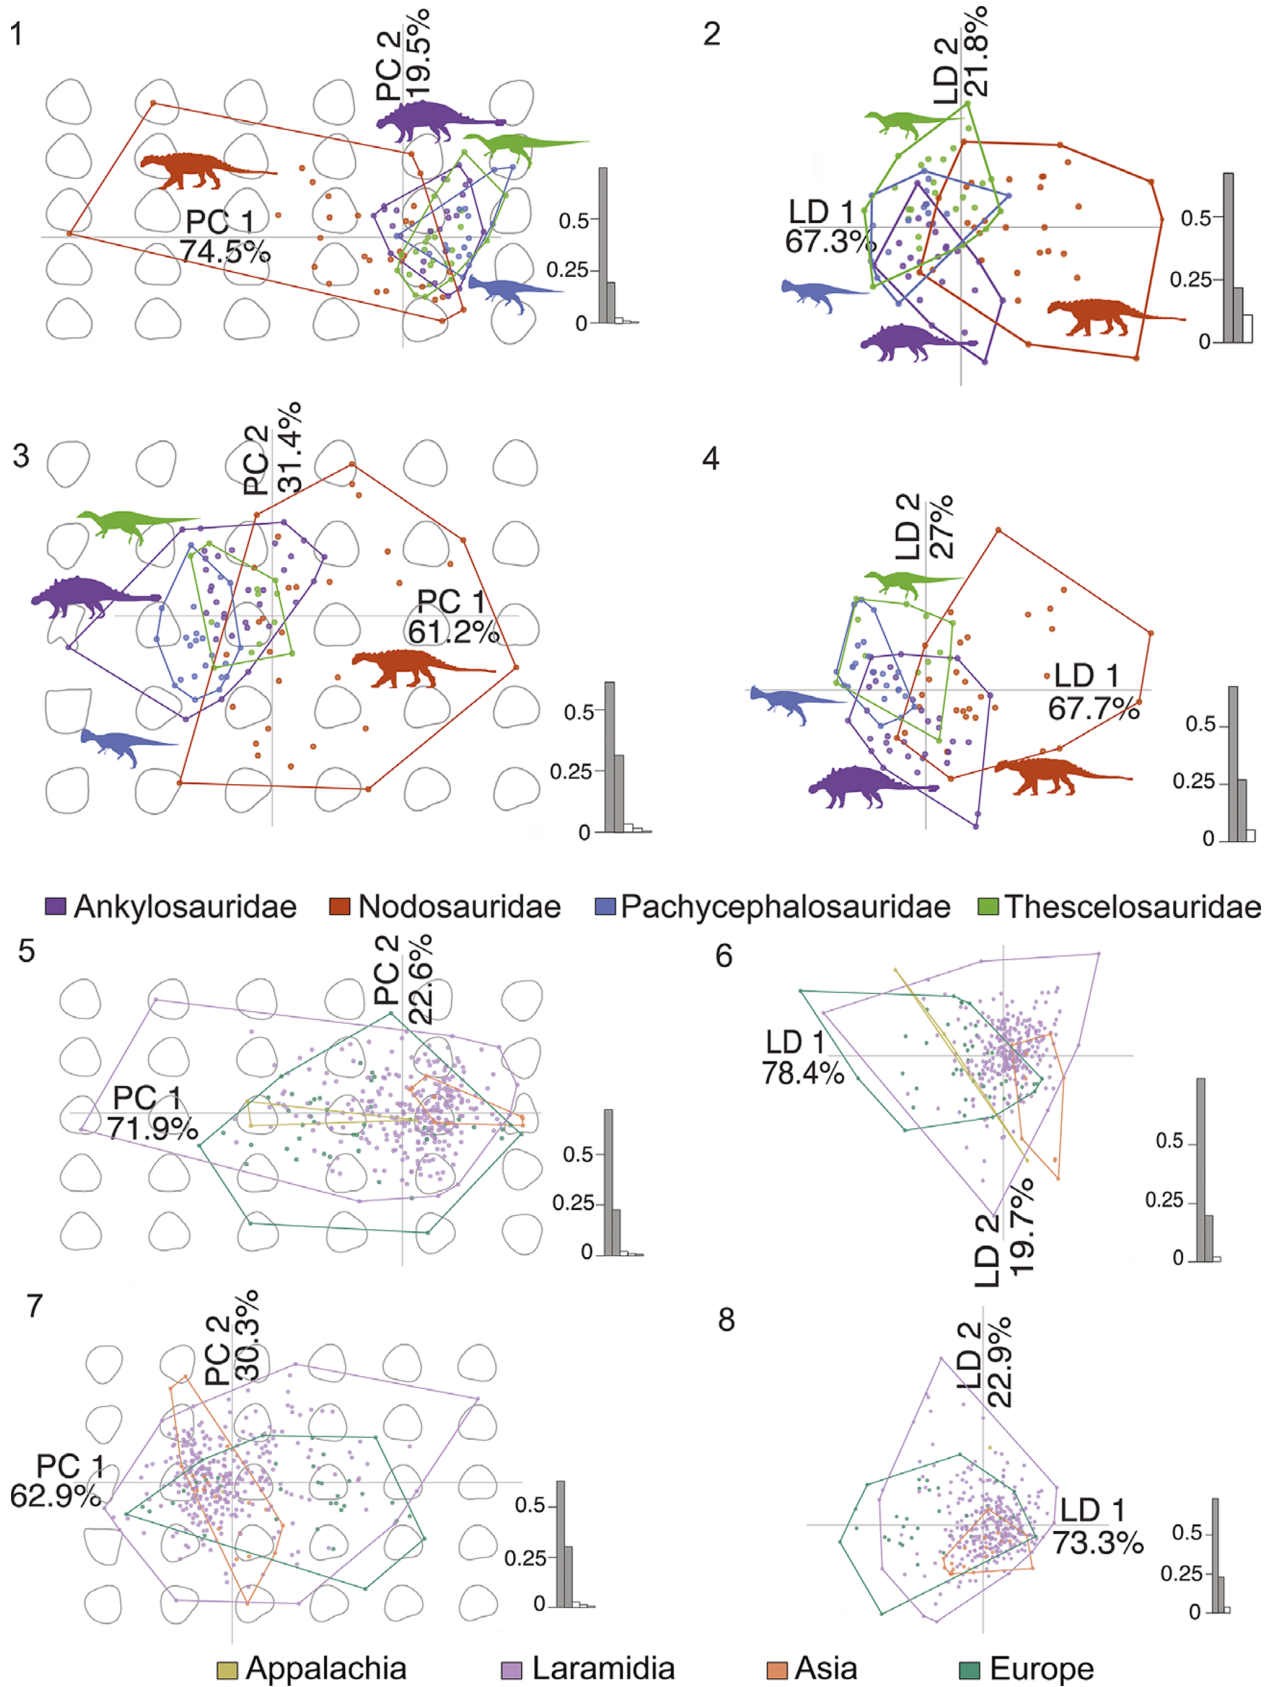 1
PC 2
19.5%
PC 1
74.5%
0.5
0.25
0
2
LD 2
21.8%
LD 1
67.3%
0.5
0.25
0
3
PC 2
31.4%
PC 1
61.2%
0.5
0.25
0
4
LD 2
27%
LD 1
67.7%
0.5
0.25
0
Ankylosauridae Nodosauridae Pachycephalosauridae Thescelosauridae
5
PC 2
22.6%
PC 1
71.9%
0.5
0.25
0
6
LD 1
78.4%
LD 2
19.7%
0.5
0.25
0
7
PC 2
30.3%
PC 1
62.9%
0.5
0.25
0
8
LD 2
22.9%
LD 1
73.3%
0.5
0.25
0
Appalachia Laramidia Asia Europe